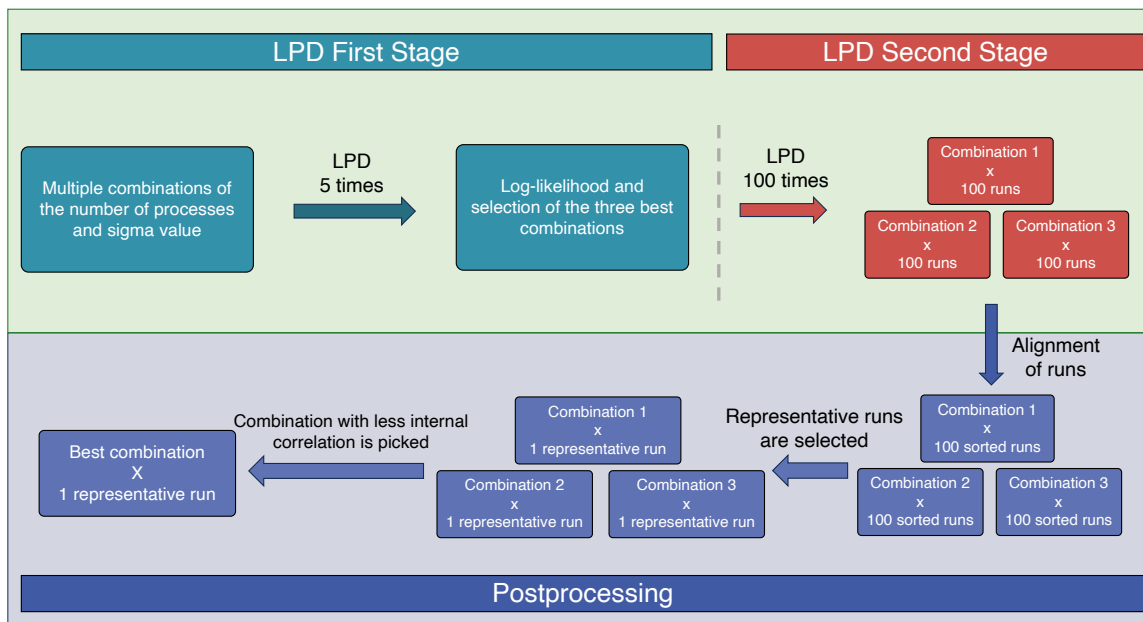 LPD First Stage
LPD Second Stage
Multiple combinations of
the number of processes
and sigma value
LPD
5 times
Log-likelihood and
selection of the three best
combinations
LPD
100 times
Combination 1
x
100 runs
Combination 2
x
100 runs
Combination 3
x
100 runs
Alignment
of runs
Combination 1
x
100 sorted runs
Combination 2
x
100 sorted runs
Combination 3
x
100 sorted runs
Representative runs
are selected
Combination 1
x
1 representative run
Combination 2
x
1 representative run
Combination 3
x
1 representative run
Combination with less internal
correlation is picked
Best combination
X
1 representative run
Postprocessing